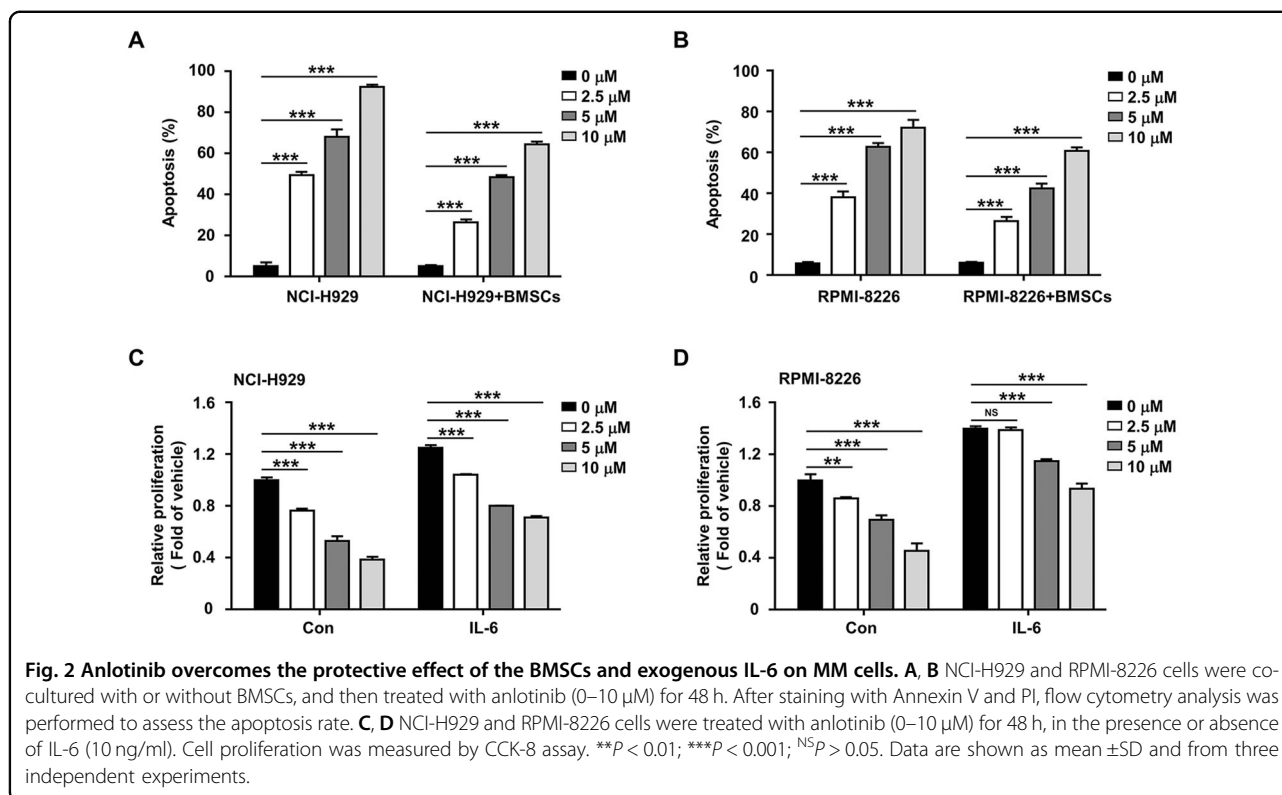 A
100
80
60
40
20
0
Apoptosis (%)
***
***
***
***
***
***
0 μM
2.5 μM
5 μM
10 μM
NCI-H929
NCI-H929+BMSCs
B
100
80
60
40
20
0
Apoptosis (%)
***
***
***
***
***
***
0 μM
2.5 μM
5 μM
10 μM
RPMI-8226
RPMI-8226+BMSCs
C
NCI-H929
1.6
1.2
0.8
0.4
0
Relative proliferation
( Fold of vehicle)
***
***
***
***
***
***
0 μM
2.5 μM
5 μM
10 μM
Con
IL-6
D
RPMI-8226
1.6
1.2
0.8
0.4
0
Relative proliferation
( Fold of vehicle)
***
***
**
***
***
NS
0 μM
2.5 μM
5 μM
10 μM
Con
IL-6
Fig. 2 Anlotinib overcomes the protective effect of the BMSCs and exogenous IL-6 on MM cells. A, B NCI-H929 and RPMI-8226 cells were co-
cultured with or without BMSCs, and then treated with anlotinib (0–10 μM) for 48 h. After staining with Annexin V and PI, flow cytometry analysis was
performed to assess the apoptosis rate. C, D NCI-H929 and RPMI-8226 cells were treated with anlotinib (0–10 μM) for 48 h, in the presence or absence
of IL-6 (10 ng/ml). Cell proliferation was measured by CCK-8 assay. **P < 0.01; ***P < 0.001; NSP > 0.05. Data are shown as mean ±SD and from three
independent experiments.